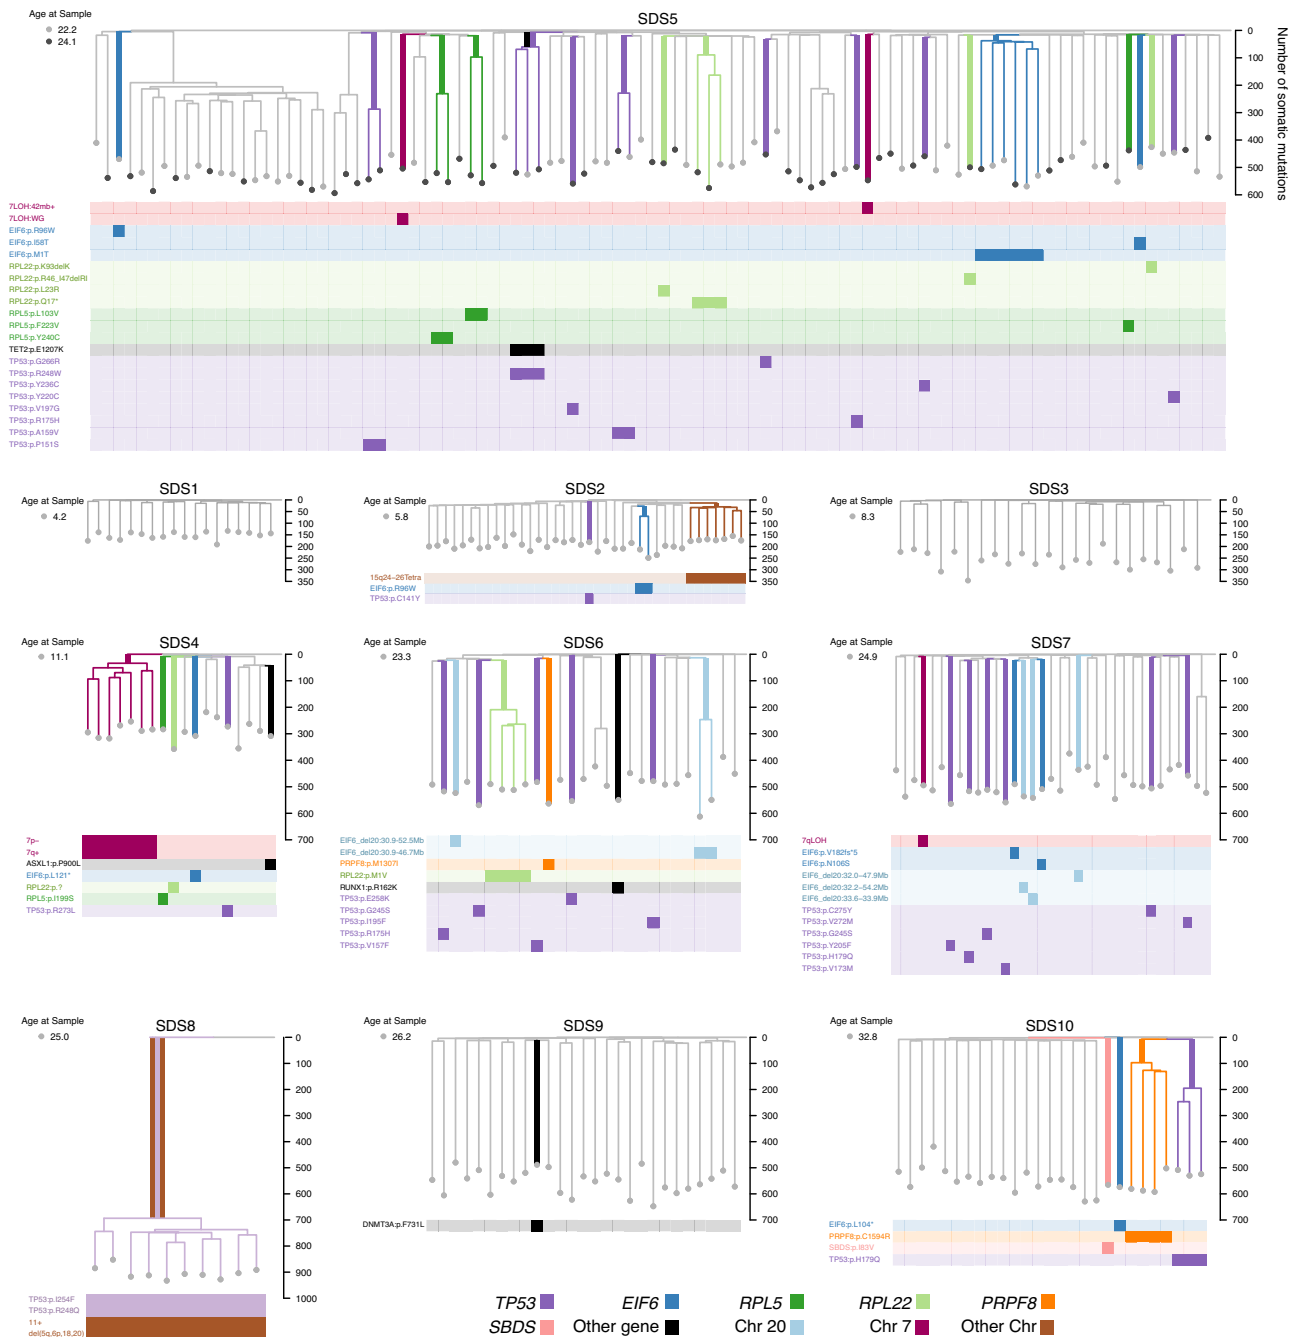 Age at Sample
SDS5
22.2
24.1
0
100
200
300
400
500
600
Number of somatic mutations
7LOH:42mb+
7LOH:WG
EIF6:p.R96W
EIF6:p.I58T
EIF6:p.M1T
RPL22:p.K93delK
RPL22:p.R46_I47delRI
RPL22:p.L23R
RPL22:p.Q17*
RPL5:p.L103V
RPL5:p.F223V
RPL5:p.Y240C
TET2:p.E1207K
TP53:p.G266R
TP53:p.R248W
TP53:p.Y236C
TP53:p.Y220C
TP53:p.V197G
TP53:p.R175H
TP53:p.A159V
TP53:p.P151S
Age at Sample
SDS1
4.2
0
50
100
150
200
250
300
350
Age at Sample
SDS2
5.8
0
50
100
150
200
250
300
350
15q24-26Tetra
EIF6:p.R96W
TP53:p.C141Y
Age at Sample
SDS3
8.3
0
50
100
150
200
250
300
350
Age at Sample
SDS4
11.1
0
100
200
300
400
500
600
700
7p-
7q+
ASXL1:p.P900L
EIF6:p.L121*
RPL22:p.?
RPL5:p.I199S
TP53:p.R273L
Age at Sample
SDS6
23.3
0
100
200
300
400
500
600
700
EIF6_del20:30.9-52.5Mb
EIF6_del20:30.9-46.7Mb
PRPF8:p.M1307I
RPL22:p.M1V
RUNX1:p.R162K
TP53:p.E258K
TP53:p.G245S
TP53:p.I195F
TP53:p.R175H
TP53:p.V157F
Age at Sample
SDS7
24.9
0
100
200
300
400
500
600
700
7qLOH
EIF6:p.V182fs*5
EIF6:p.N106S
EIF6_del20:32.0-47.9Mb
EIF6_del20:32.2-54.2Mb
EIF6_del20:33.6-33.9Mb
TP53:p.C275Y
TP53:p.V272M
TP53:p.G245S
TP53:p.Y205F
TP53:p.H179Q
TP53:p.V173M
Age at Sample
SDS8
25.0
0
100
200
300
400
500
600
700
800
900
1000
TP53:p.I254F
TP53:p.R248Q
11+
del(5q,6p,18,20)
Age at Sample
SDS9
26.2
0
100
200
300
400
500
600
700
DNMT3A:p.F731L
Age at Sample
SDS10
32.8
0
100
200
300
400
500
600
700
EIF6:p.L104*
PRPF8:p.C1594R
SBDS:p.I83V
TP53:p.H179Q
TP53 EIF6 RPL5 RPL22 PRPF8
SBDS Other gene Chr 20 Chr 7 Other Chr